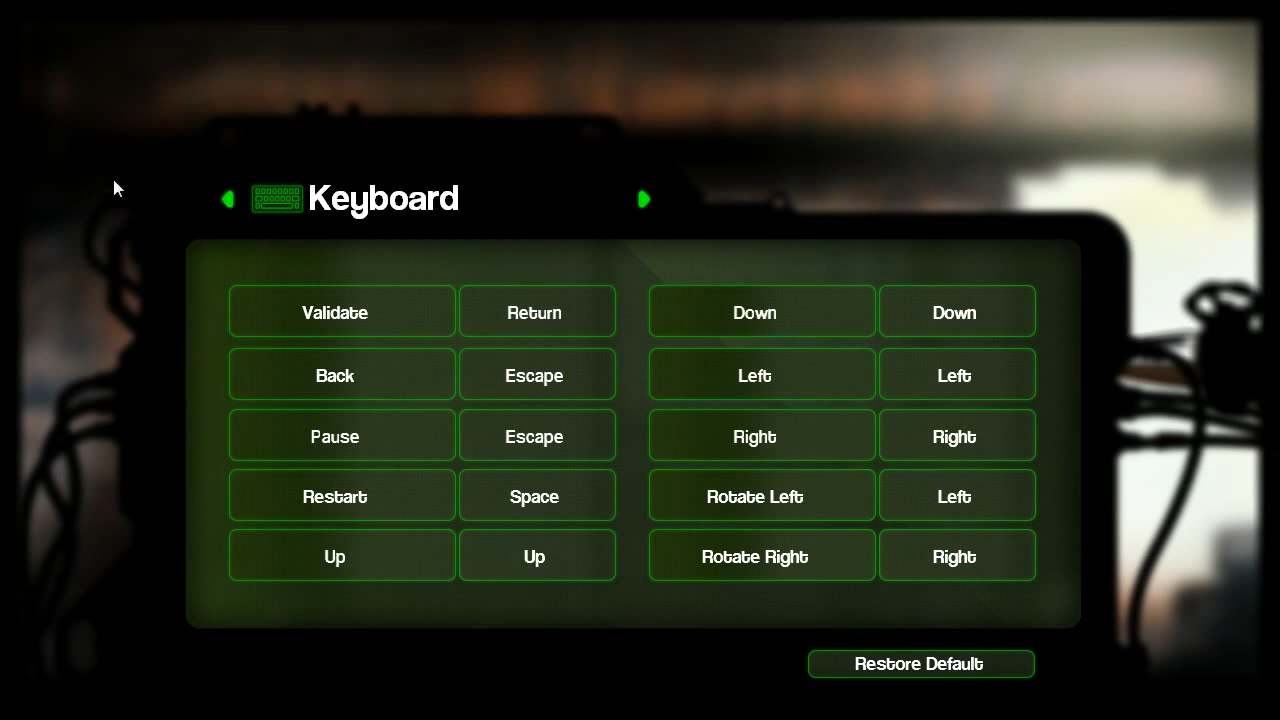 Keyboard
Validate Return
Back Escape
Pause Escape
Restart Space
Up Up
Down Down
Left Left
Right Right
Rotate Left Left
Rotate Right Right
Restore Default